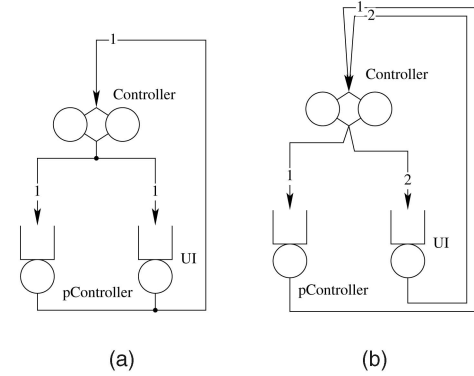 1
Controller
1
1
UI
pController
(a)
1
2
Controller
1
2
UI
pController
(b)